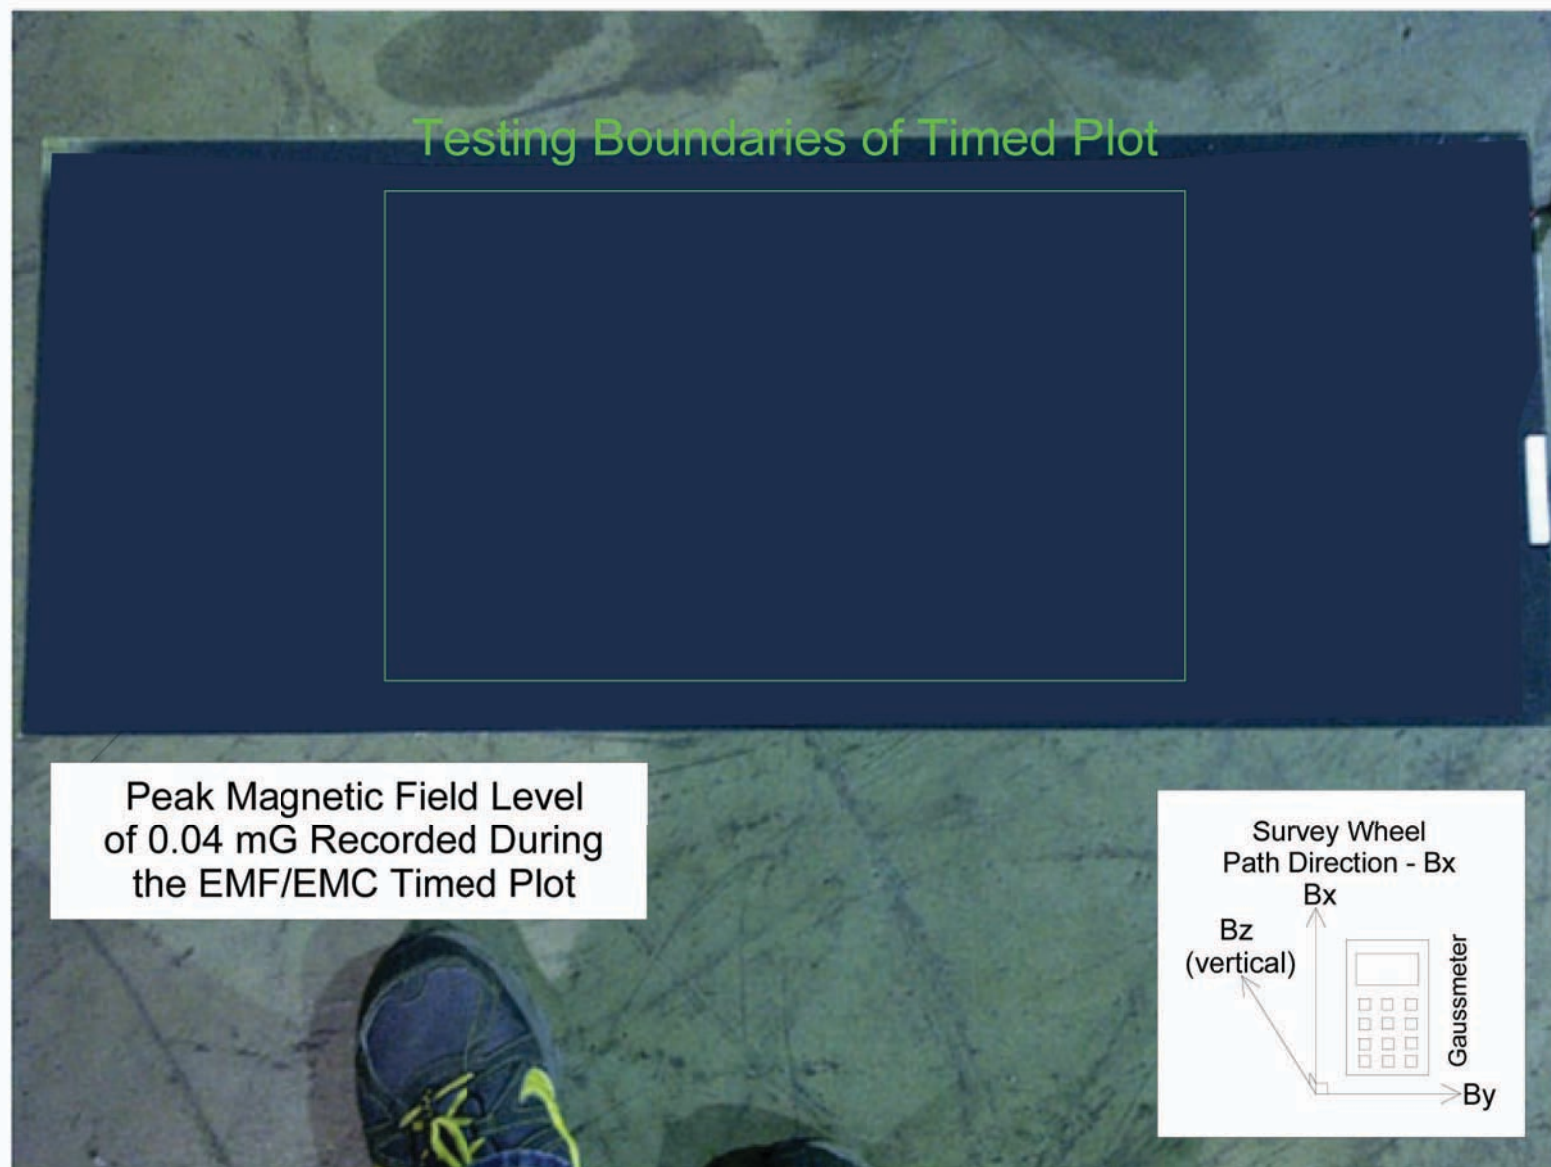 Testing Boundaries of Timed Plot
Peak Magnetic Field Level
of 0.04 mG Recorded During
the EMF/EMC Timed Plot
Survey Wheel
Path Direction - Bx
Bx
Bz
(vertical)
Gaussmeter
By